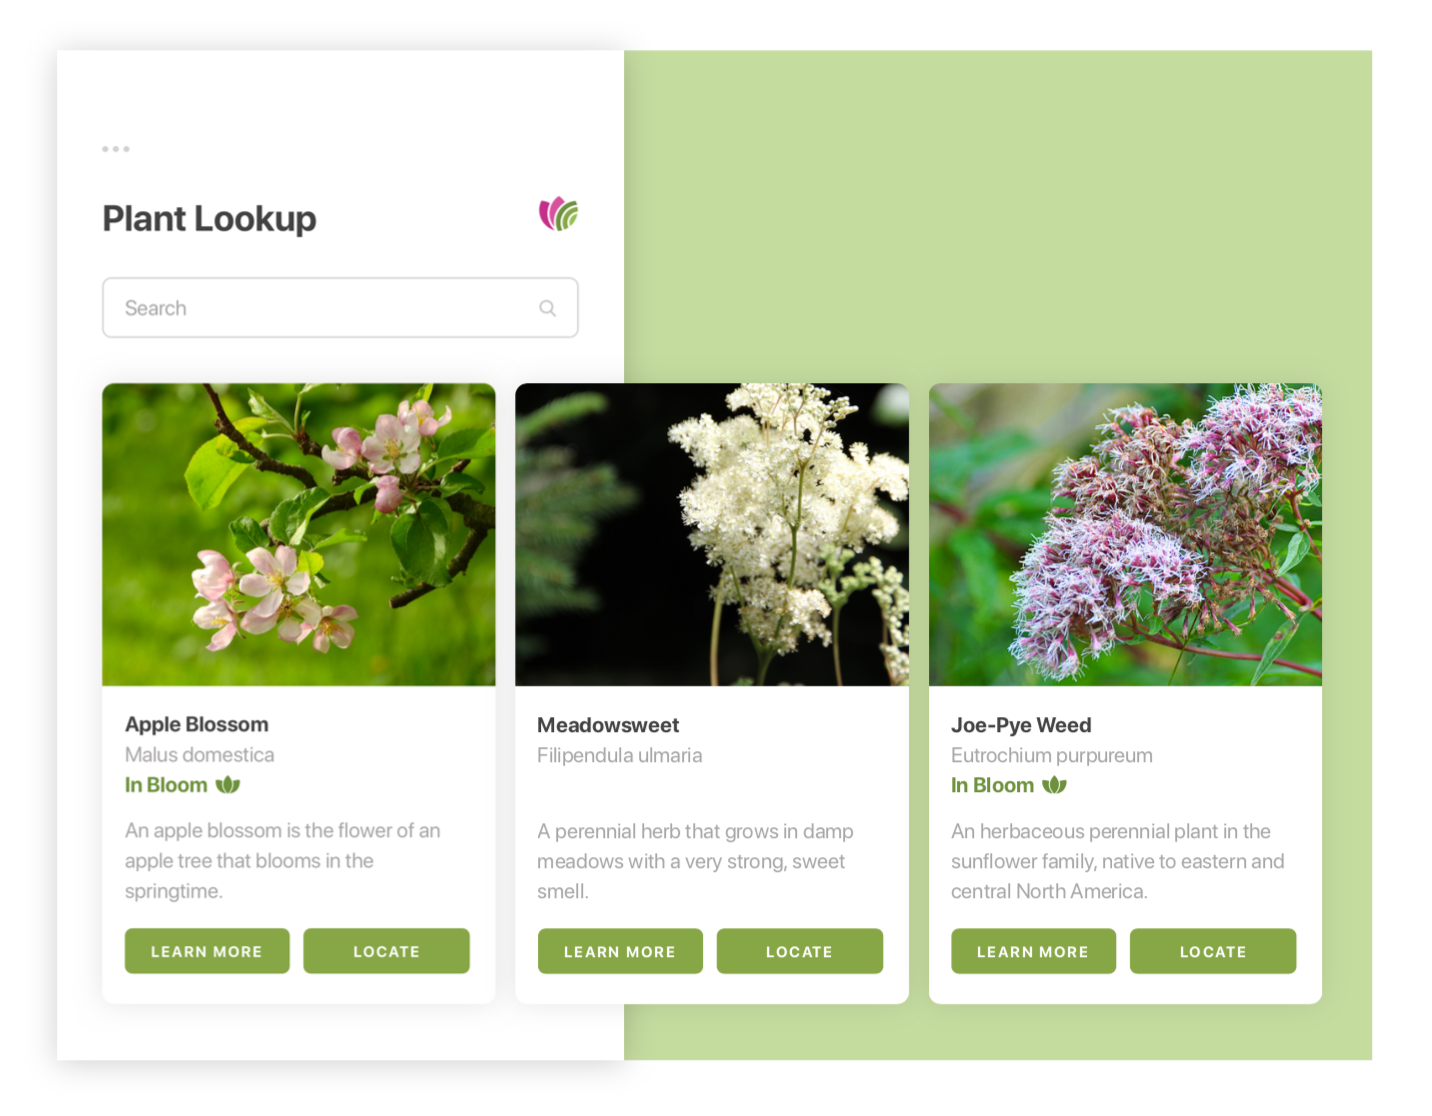 Plant Lookup
Search
Apple Blossom
Malus domestica
In Bloom
An apple blossom is the flower of an
apple tree that blooms in the
springtime.
LEARN MORE
LOCATE
Meadowsweet
Filipendula ulmaria
A perennial herb that grows in damp
meadows with a very strong, sweet
smell.
LEARN MORE
LOCATE
Joe-Pye Weed
Eutrochium purpureum
In Bloom
An herbaceous perennial plant in the
sunflower family, native to eastern and
central North America.
LEARN MORE
LOCATE